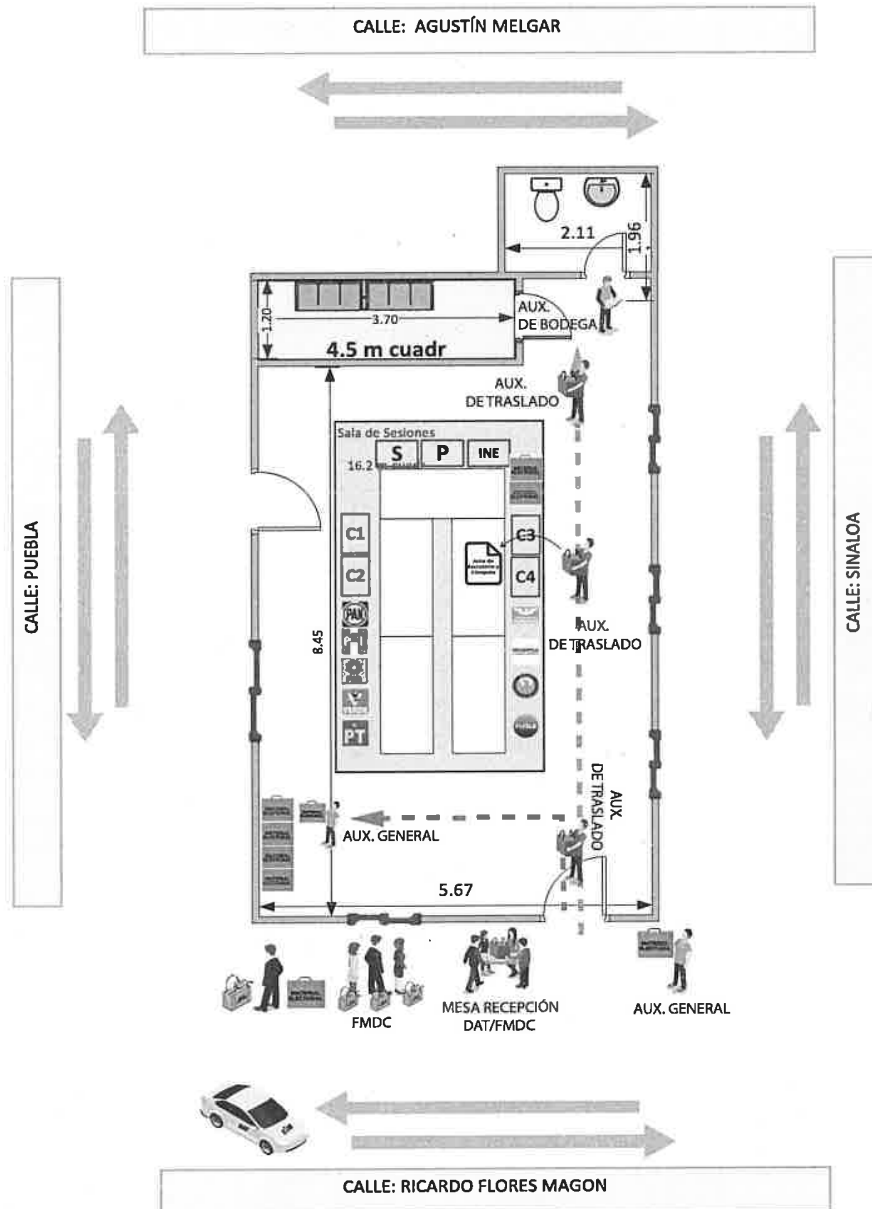 CALLE: AGUSTÍN MELGAR
2.11
1.96
1.20
3.70
4.5 m cuadr
AUX.
DE BODEGA
AUX.
DE TRASLADO
Sala de Sesiones
16.2
S
P
INE
C1
C2
C3
C4
PAN
PT
8.45
AUX.
DE TRASLADO
AUX.
DE TRASLADO
AUX. GENERAL
5.67
MATERIAL
ELECTORAL
FMDC
MESA RECEPCIÓN
DAT/FMDC
AUX. GENERAL
CALLE: PUEBLA
CALLE: SINALOA
CALLE: RICARDO FLORES MAGON